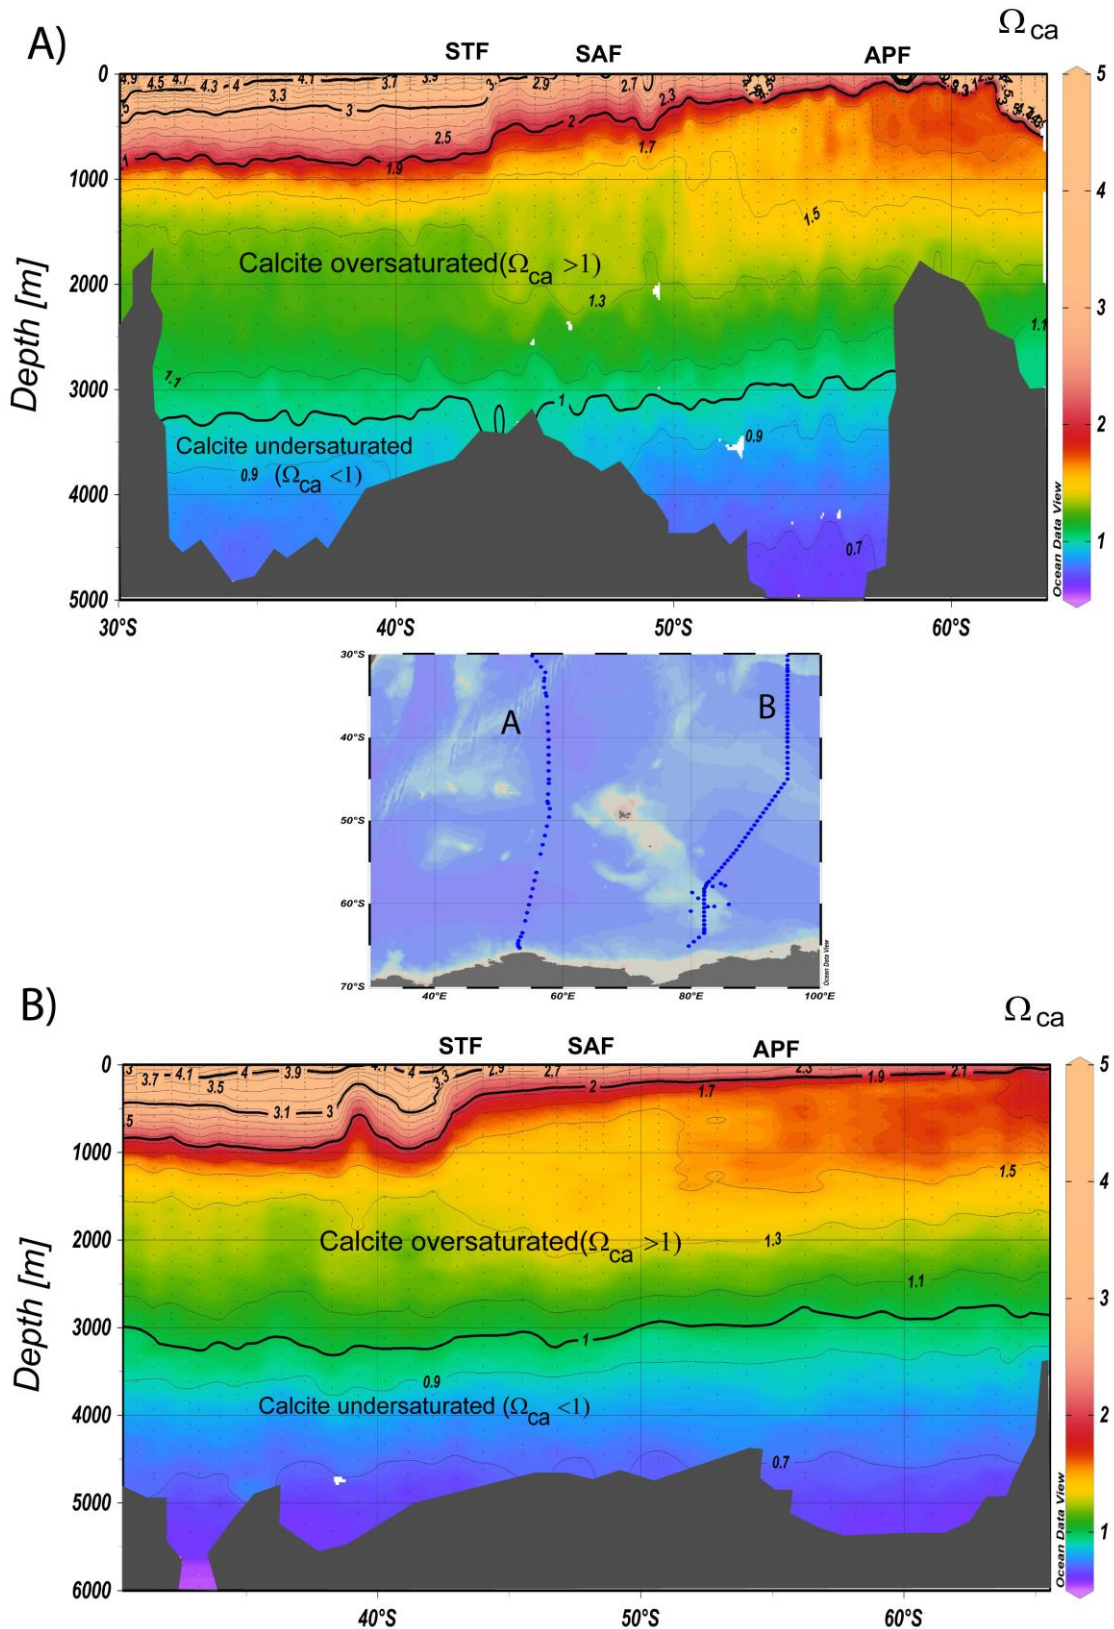 A)
Ω ca
STF SAF APF
0
1000
2000
3000
4000
5000
Depth [m]
4.9 4.5 4.7 4.3 4 4.1 3.7 3.9 2.9 2.7 2.3
3.3 3
2.5 2 1.7
1 1.9
1.5
Calcite oversaturated(Ωca >1)
1.3
1.1
1.1
1
Calcite undersaturated
0.9 (Ωca <1)
0.9
0.7
30°S 40°S 50°S 60°S
5
4
3
2
1
Ocean Data View
30°S
40°S
50°S
60°S
70°S
A
B
40°E 60°E 80°E 100°E
Ocean Data View
B)
Ω ca
STF SAF APF
0
1000
2000
3000
4000
5000
6000
Depth [m]
3.7 4.1 4 3.9 4 3.3 2.9 2.7 2.3 2.1
3.5 3.1 3 2 1.7 1.9
1.5
Calcite oversaturated(Ωca >1)
1.3
1.1
1
0.9
Calcite undersaturated (Ωca <1)
0.7
40°S 50°S 60°S
5
4
3
2
1
Ocean Data View